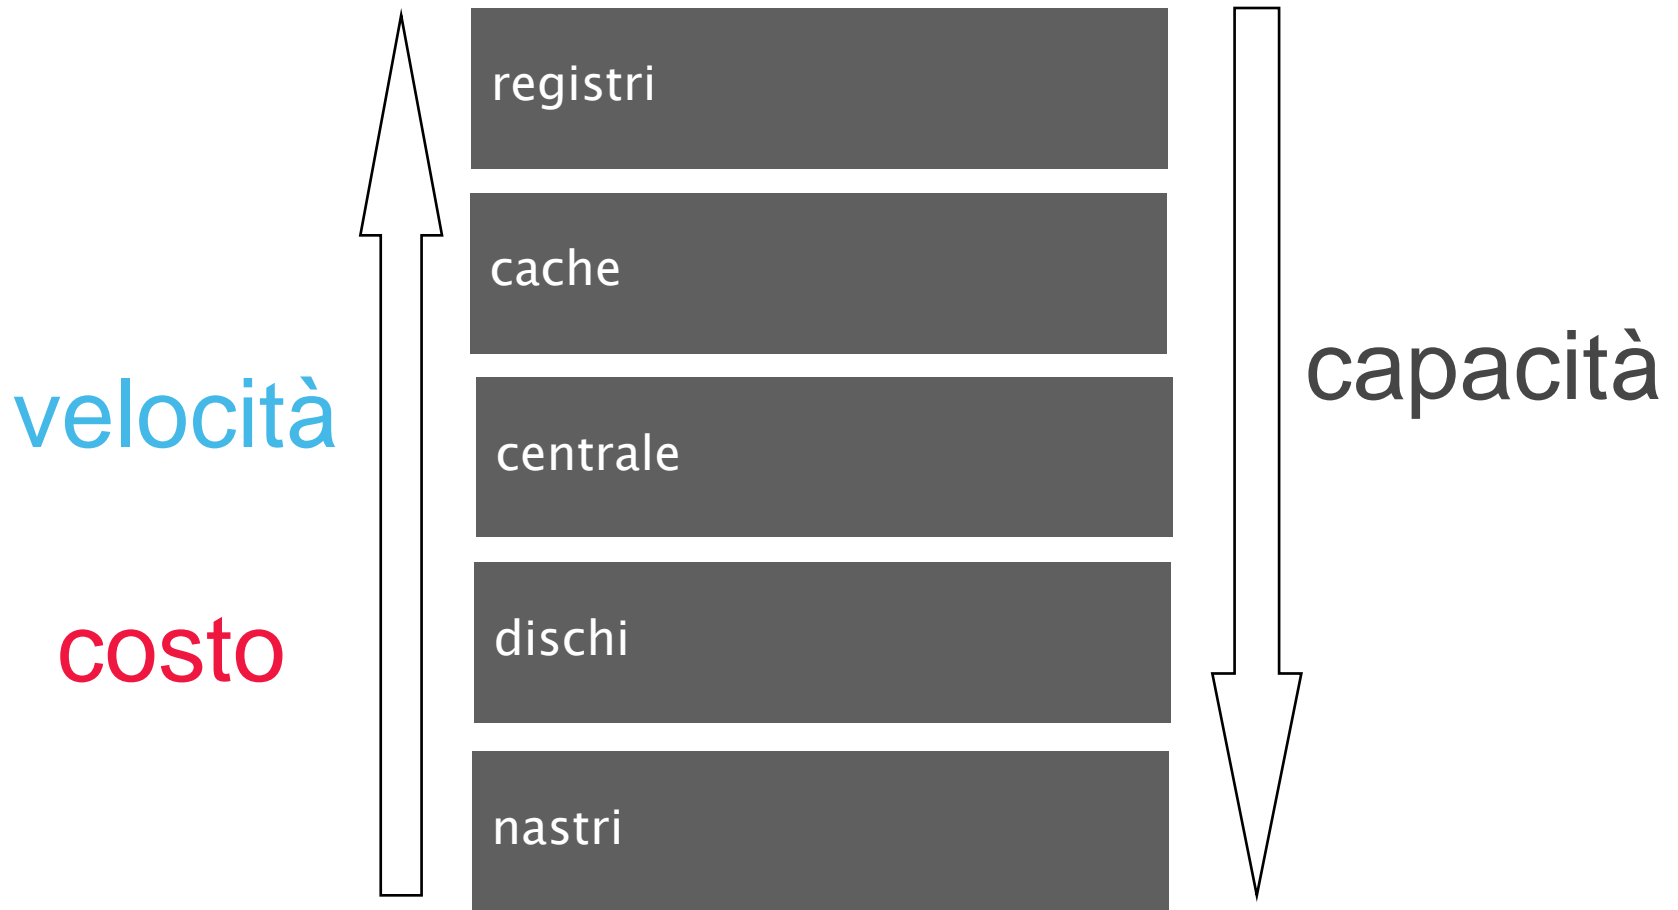 registri
cache
velocità
centrale
capacità
costo
dischi
nastri